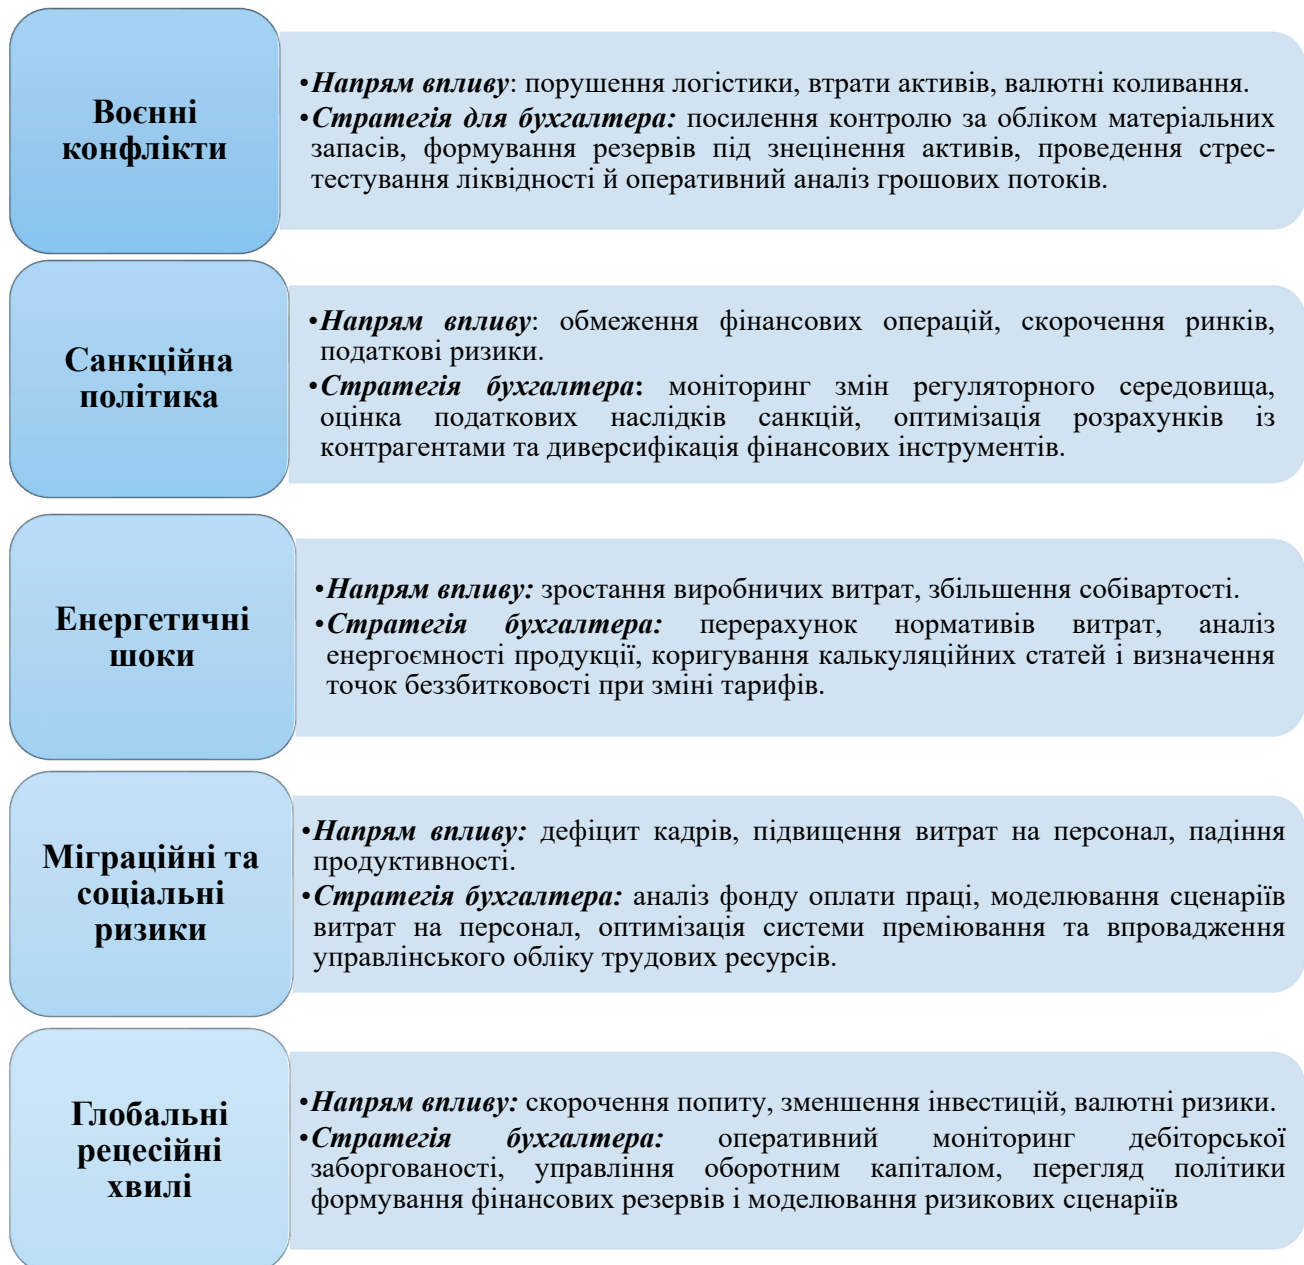 Воєнні
конфлікти
•Напрям впливу: порушення логістики, втрати активів, валютні коливання.
•Стратегія для бухгалтера: посилення контролю за обліком матеріальних
запасів, формування резервів під знецінення активів, проведення стрес-
тестування ліквідності й оперативний аналіз грошових потоків.
Санкційна
політика
•Напрям впливу: обмеження фінансових операцій, скорочення ринків,
податкові ризики.
•Стратегія бухгалтера: моніторинг змін регуляторного середовища,
оцінка податкових наслідків санкцій, оптимізація розрахунків із
контрагентами та диверсифікація фінансових інструментів.
Енергетичні
шоки
•Напрям впливу: зростання виробничих витрат, збільшення собівартості.
•Стратегія бухгалтера: перерахунок нормативів витрат, аналіз
енергоємності продукції, коригування калькуляційних статей і визначення
точок беззбитковості при зміні тарифів.
Міграційні та
соціальні
ризики
•Напрям впливу: дефіцит кадрів, підвищення витрат на персонал, падіння
продуктивності.
•Стратегія бухгалтера: аналіз фонду оплати праці, моделювання сценаріїв
витрат на персонал, оптимізація системи преміювання та впровадження
управлінського обліку трудових ресурсів.
Глобальні
рецесійні
хвилі
•Напрям впливу: скорочення попиту, зменшення інвестицій, валютні ризики.
•Стратегія бухгалтера: оперативний моніторинг дебіторської
заборгованості, управління оборотним капіталом, перегляд політики
формування фінансових резервів і моделювання ризикових сценаріїв